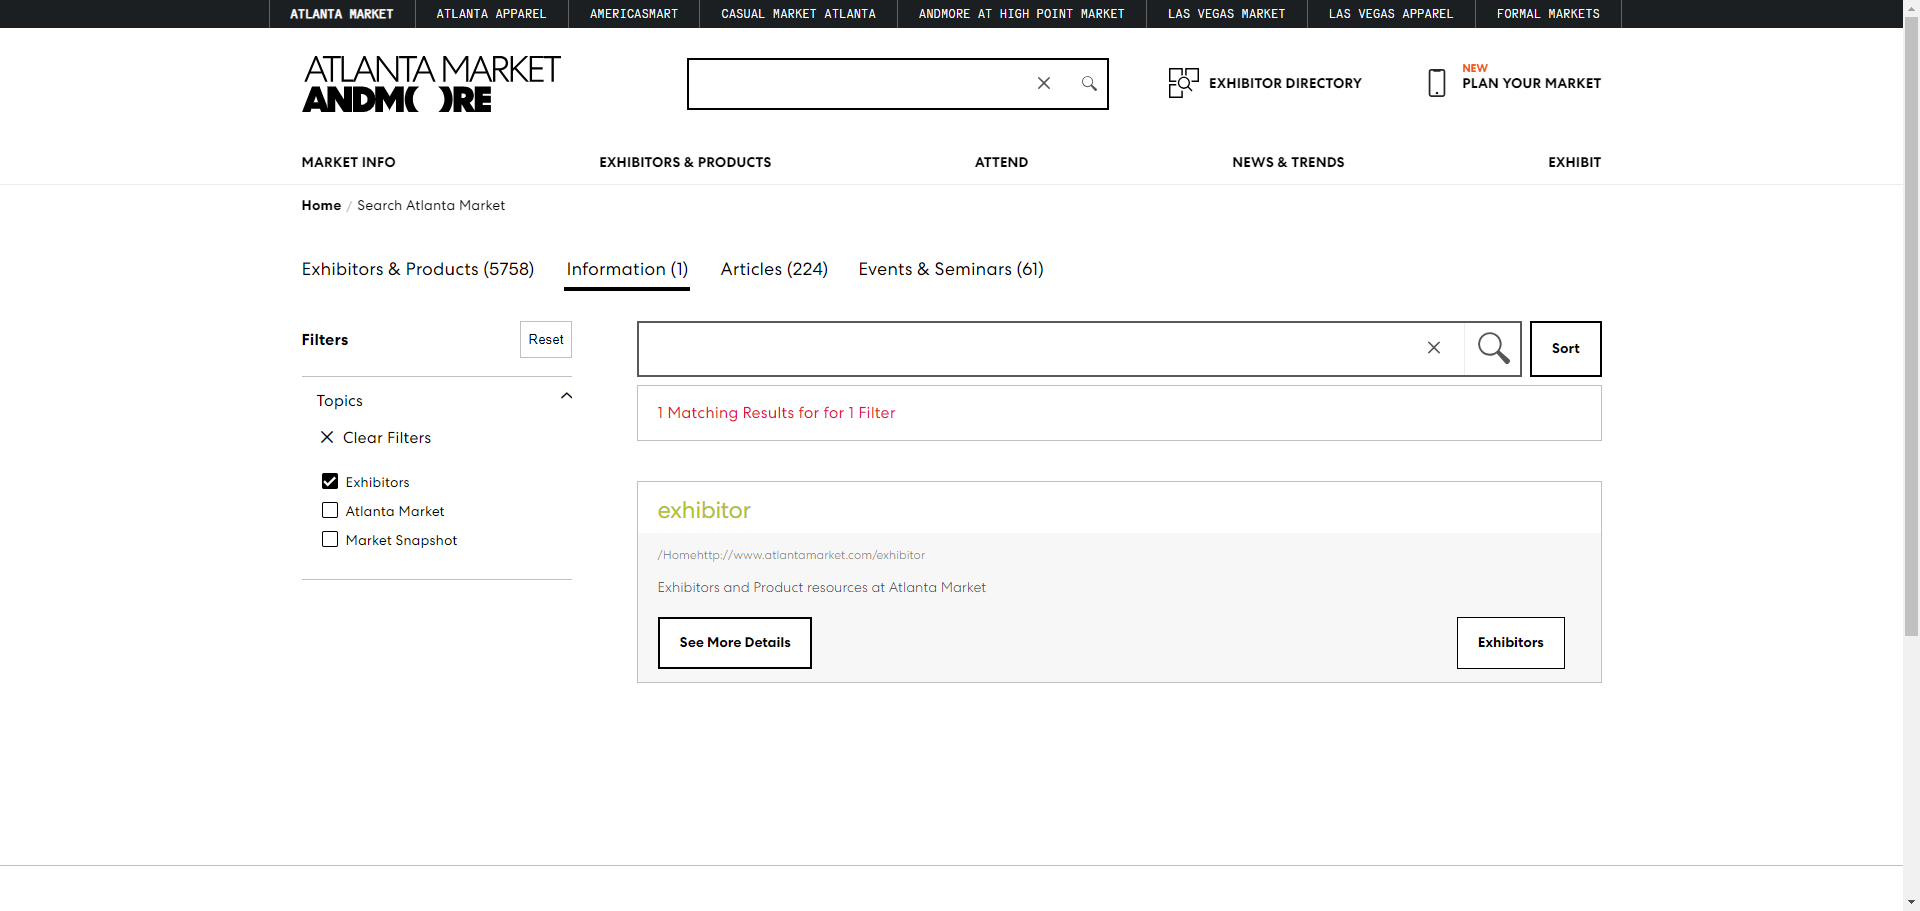 ATLANTA MARKET ATLANTA APPAREL AMERICASMART CASUAL MARKET ATLANTA ANDMORE AT HIGH POINT MARKET LAS VEGAS MARKET LAS VEGAS APPAREL FORMAL MARKETS
ATLANTA MARKET
ANDMORE
EXHIBITOR DIRECTORY
NEW
PLAN YOUR MARKET
MARKET INFO EXHIBITORS & PRODUCTS ATTEND NEWS & TRENDS EXHIBIT
Home / Search Atlanta Market
Exhibitors & Products (5758) Information (1) Articles (224) Events & Seminars (61)
Filters Reset
Topics
Clear Filters
Exhibitors
Atlanta Market
Market Snapshot
Sort
1 Matching Results for for 1 Filter
exhibitor
/Homehttp://www.atlantamarket.com/exhibitor
Exhibitors and Product resources at Atlanta Market
See More Details Exhibitors